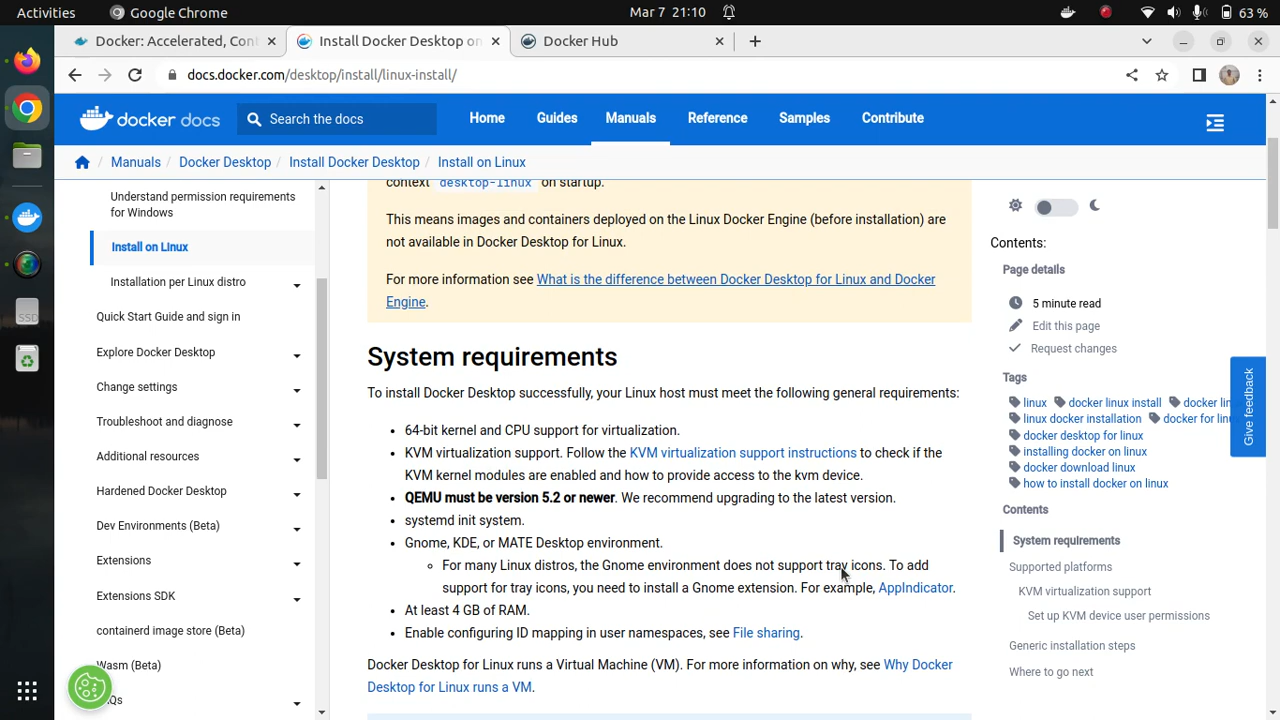 Activities
Google Chrome
Mar 7 21:10
63 %
Docker: Accelerated, Con
Install Docker Desktop on
Docker Hub
docs.docker.com/desktop/install/linux-install/
docker docs
Search the docs
Home
Guides
Manuals
Reference
Samples
Contribute
/ Manuals / Docker Desktop / Install Docker Desktop / Install on Linux
Understand permission requirements
for Windows
Install on Linux
Installation per Linux distro
Quick Start Guide and sign in
Explore Docker Desktop
Change settings
Troubleshoot and diagnose
Additional resources
Hardened Docker Desktop
Dev Environments (Beta)
Extensions
Extensions SDK
containerd image store (Beta)
Wasm (Beta)
context desktop-linux on startup.
This means images and containers deployed on the Linux Docker Engine (before installation) are
not available in Docker Desktop for Linux.
For more information see What is the difference between Docker Desktop for Linux and Docker
Engine.
System requirements
To install Docker Desktop successfully, your Linux host must meet the following general requirements:
• 64-bit kernel and CPU support for virtualization.
• KVM virtualization support. Follow the KVM virtualization support instructions to check if the
KVM kernel modules are enabled and how to provide access to the kvm device.
• QEMU must be version 5.2 or newer. We recommend upgrading to the latest version.
• systemd init system.
• Gnome, KDE, or MATE Desktop environment.
◦ For many Linux distros, the Gnome environment does not support tray icons. To add
support for tray icons, you need to install a Gnome extension. For example, AppIndicator.
• At least 4 GB of RAM.
• Enable configuring ID mapping in user namespaces, see File sharing.
Docker Desktop for Linux runs a Virtual Machine (VM). For more information on why, see Why Docker
Desktop for Linux runs a VM.
Contents:
Page details
5 minute read
Edit this page
Request changes
Tags
linux docker linux install docker lin
linux docker installation docker for linu
docker desktop for linux
installing docker on linux
docker download linux
how to install docker on linux
Contents
System requirements
Supported platforms
KVM virtualization support
Set up KVM device user permissions
Generic installation steps
Where to go next
Give feedback
SSD